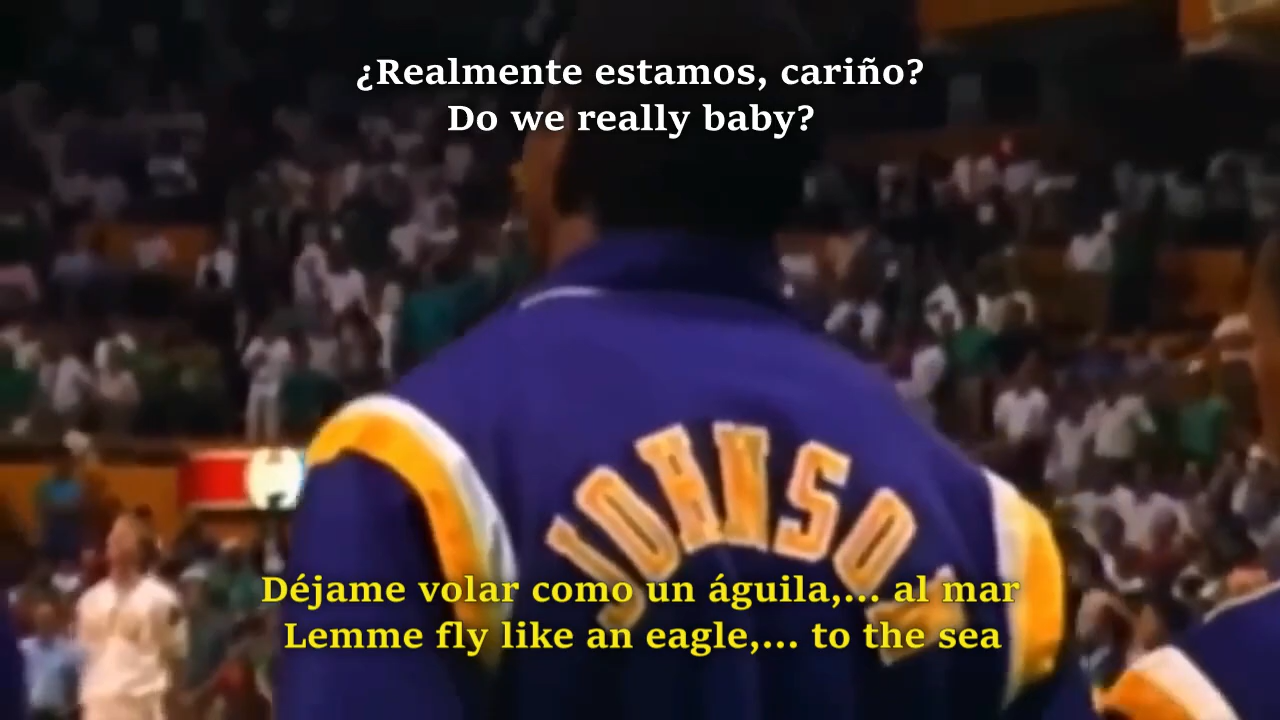 ¿Realmente estamos, cariño?
Do we really baby?
JOHNSON
Déjame volar como un águila,... al mar
Lemme fly like an eagle,... to the sea